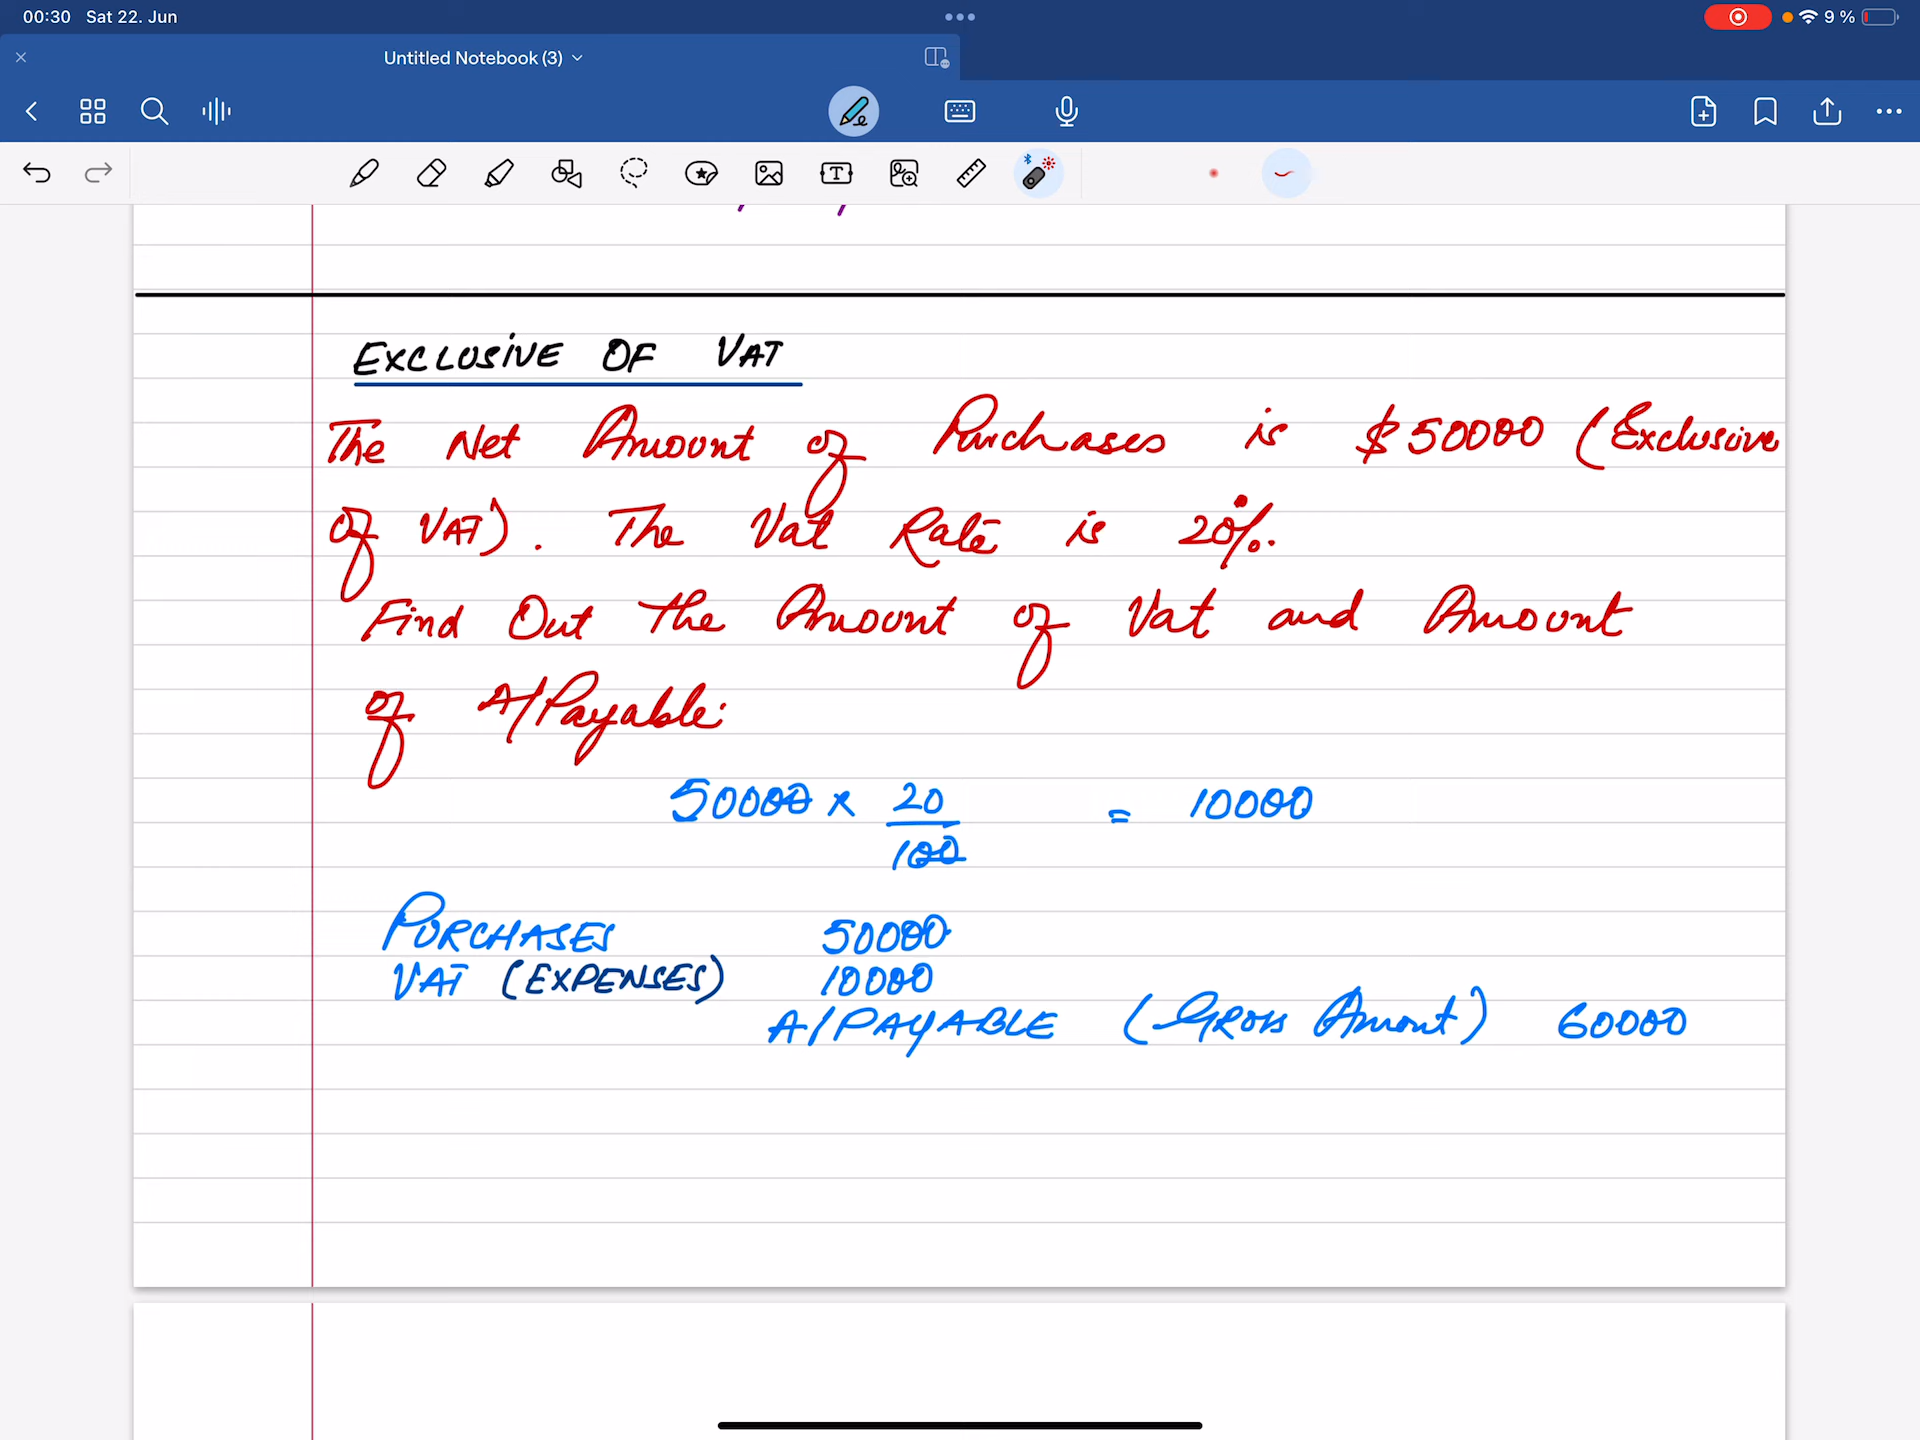 00:30 Sat 22. Jun
9 %
Untitled Notebook (3)
EXCLUSIVE OF VAT
The Net Amount of Purchases is $50000 (Exclusive
of VAT). The Vat Rate is 20%.
Find Out the Amount of Vat and Amount
of A/Payable.
50000 x 20/100 = 10000
PURCHASES 50000
VAT (EXPENSES) 10000
A/PAYABLE (Gross Amont) 60000